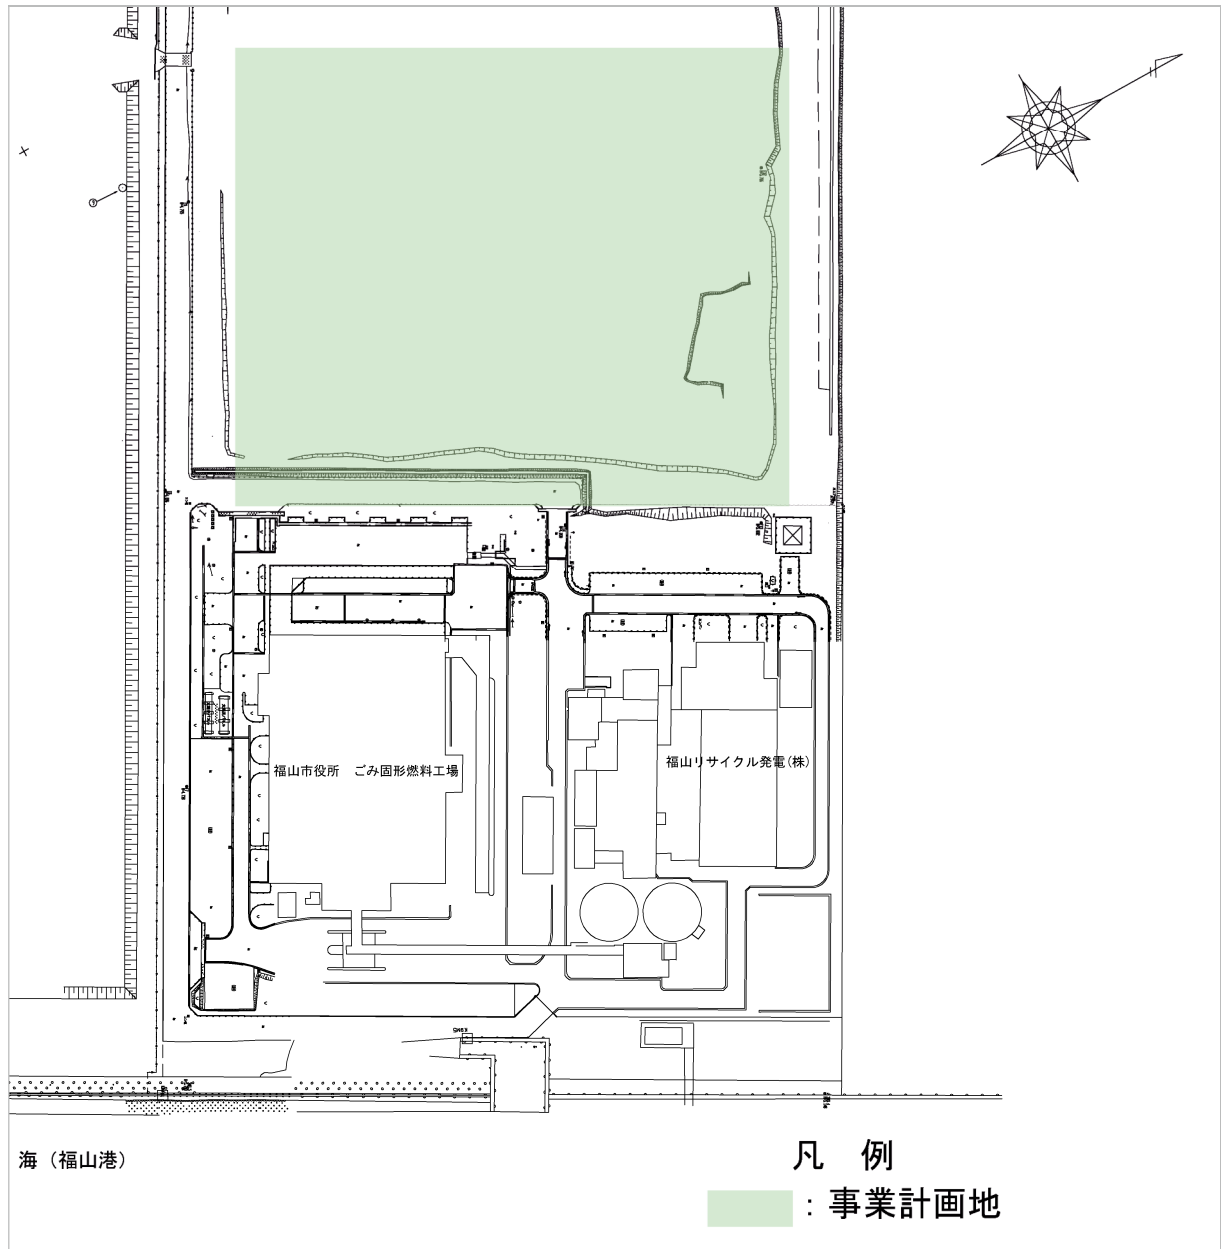 福山市役所　ごみ固形燃料工場
福山リサイクル発電(株)
海（福山港）
凡　例
：事業計画地